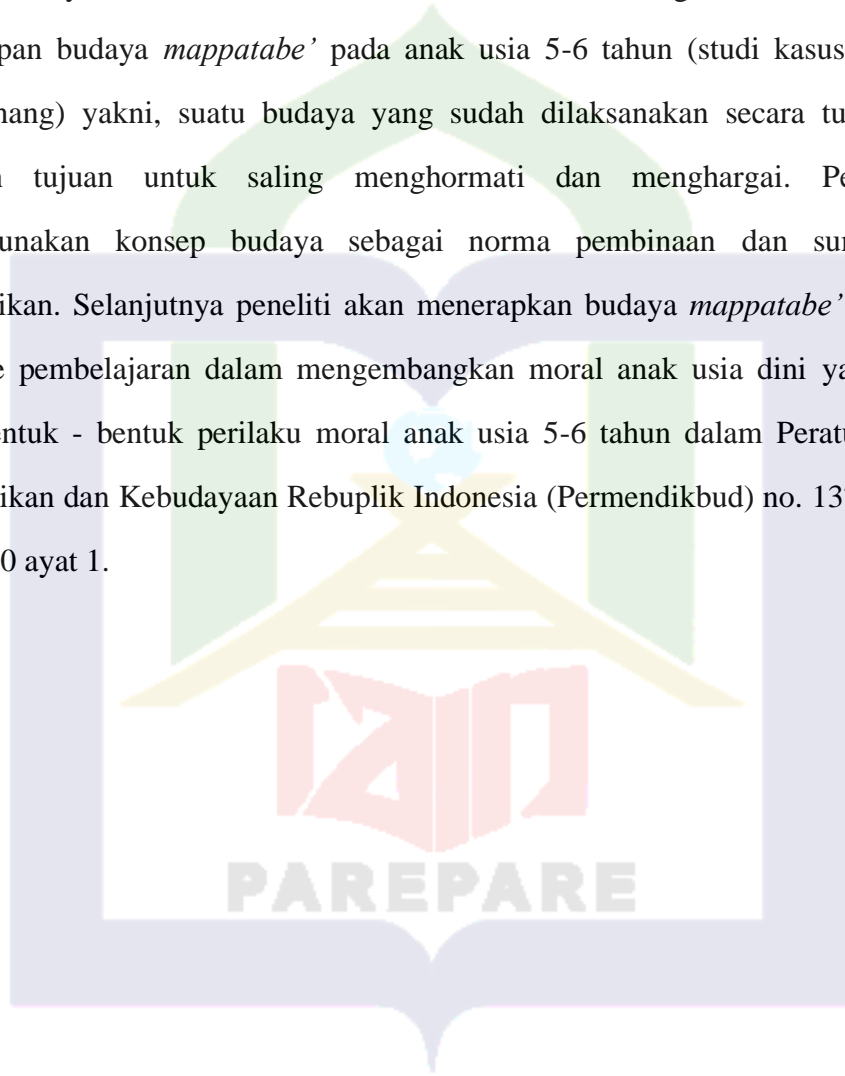 pan budaya mappatabe’ pada anak usia 5-6 tahun (studi kasus
nang) yakni, suatu budaya yang sudah dilaksanakan secara tu
tujuan untuk saling menghormati dan menghargai. Pe
unakan konsep budaya sebagai norma pembinaan dan su
ikan. Selanjutnya peneliti akan menerapkan budaya mappatabe’
e pembelajaran dalam mengembangkan moral anak usia dini ya
entuk - bentuk perilaku moral anak usia 5-6 tahun dalam Peratu
ikan dan Kebudayaan Rebuplik Indonesia (Permendikbud) no. 13
0 ayat 1.
iain
PAREPARE